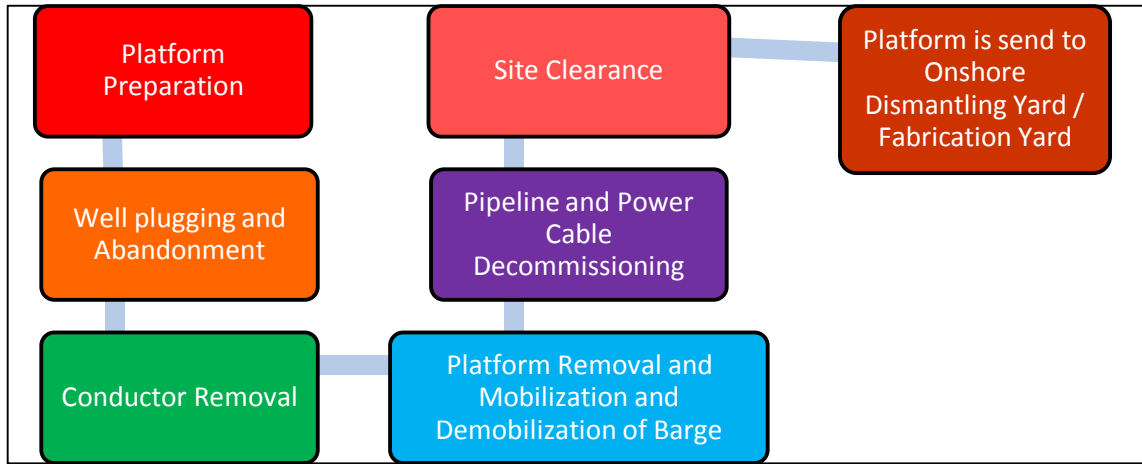 Platform
Preparation
Well plugging and
Abandonment
Conductor Removal
Platform Removal and
Mobilization and
Demobilization of Barge
Pipeline and Power
Cable
Decommissioning
Site Clearance
Platform is send to
Onshore
Dismantling Yard /
Fabrication Yard